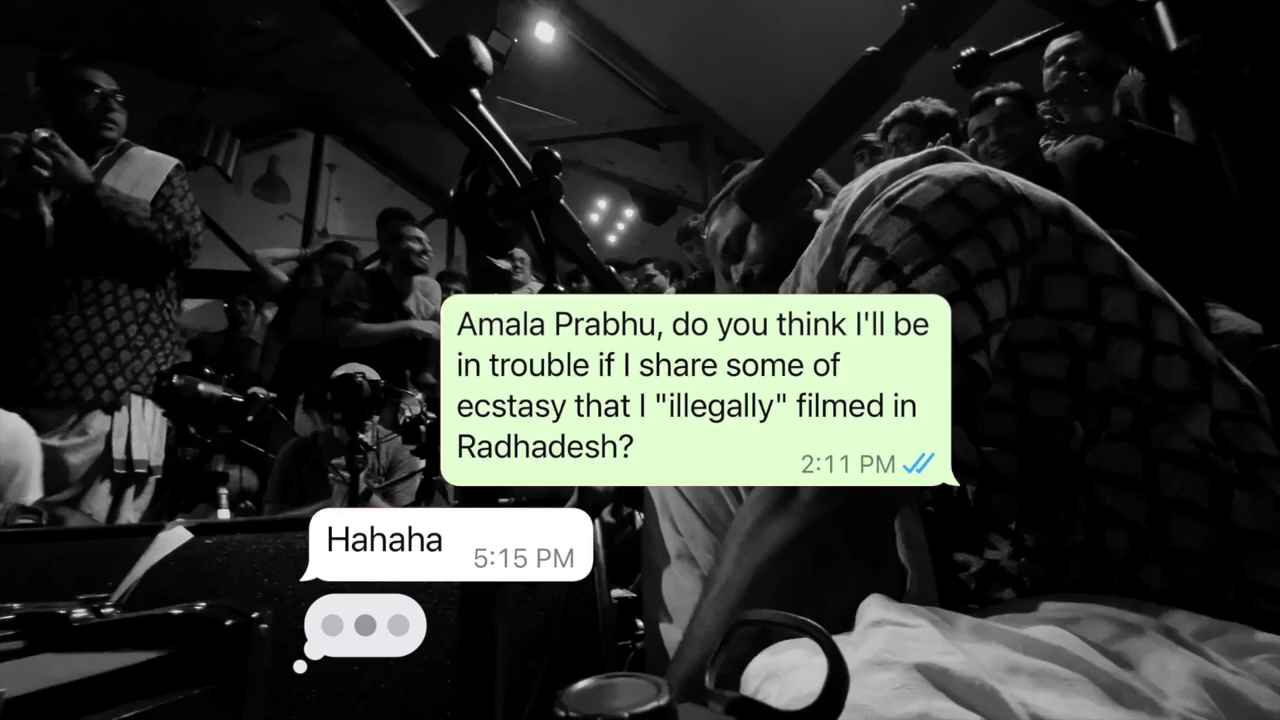 Amala Prabhu, do you think I'll be
in trouble if I share some of
ecstasy that I "illegally" filmed in
Radhadesh?
2:11 PM
Hahaha
5:15 PM